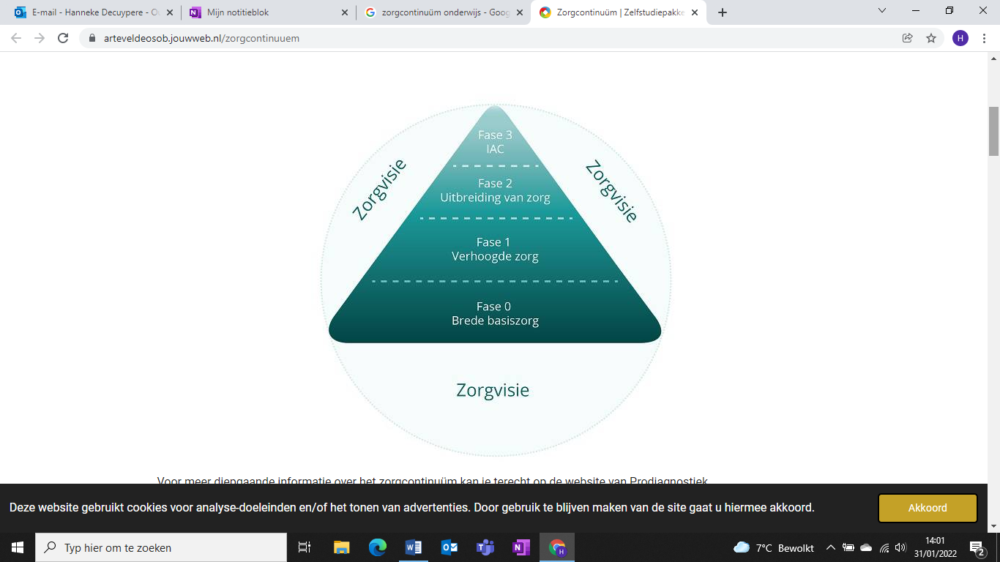 E-mail - Hanneke Decuypere - Ou
Mijn notitieblok
zorgcontinuüm onderwijs - Goog
Zorgcontinuüm | Zelfstudiepakke
arteveldeosob.jouwweb.nl/zorgcontinuuem
H
Fase 3
IAC
Zorgvisie
Zorgvisie
Fase 2
Uitbreiding van zorg
Fase 1
Verhoogde zorg
Fase 0
Brede basiszorg
Zorgvisie
Voor meer diepgaande informatie over het zorgcontinuüm kan je terecht op de website van Prodiagnostiek
Deze website gebruikt cookies voor analyse-doeleinden en/of het tonen van advertenties. Door gebruik te blijven maken van de site gaat u hiermee akkoord.
Akkoord
Typ hier om te zoeken
7°C Bewolkt
14:01
31/01/2022
2